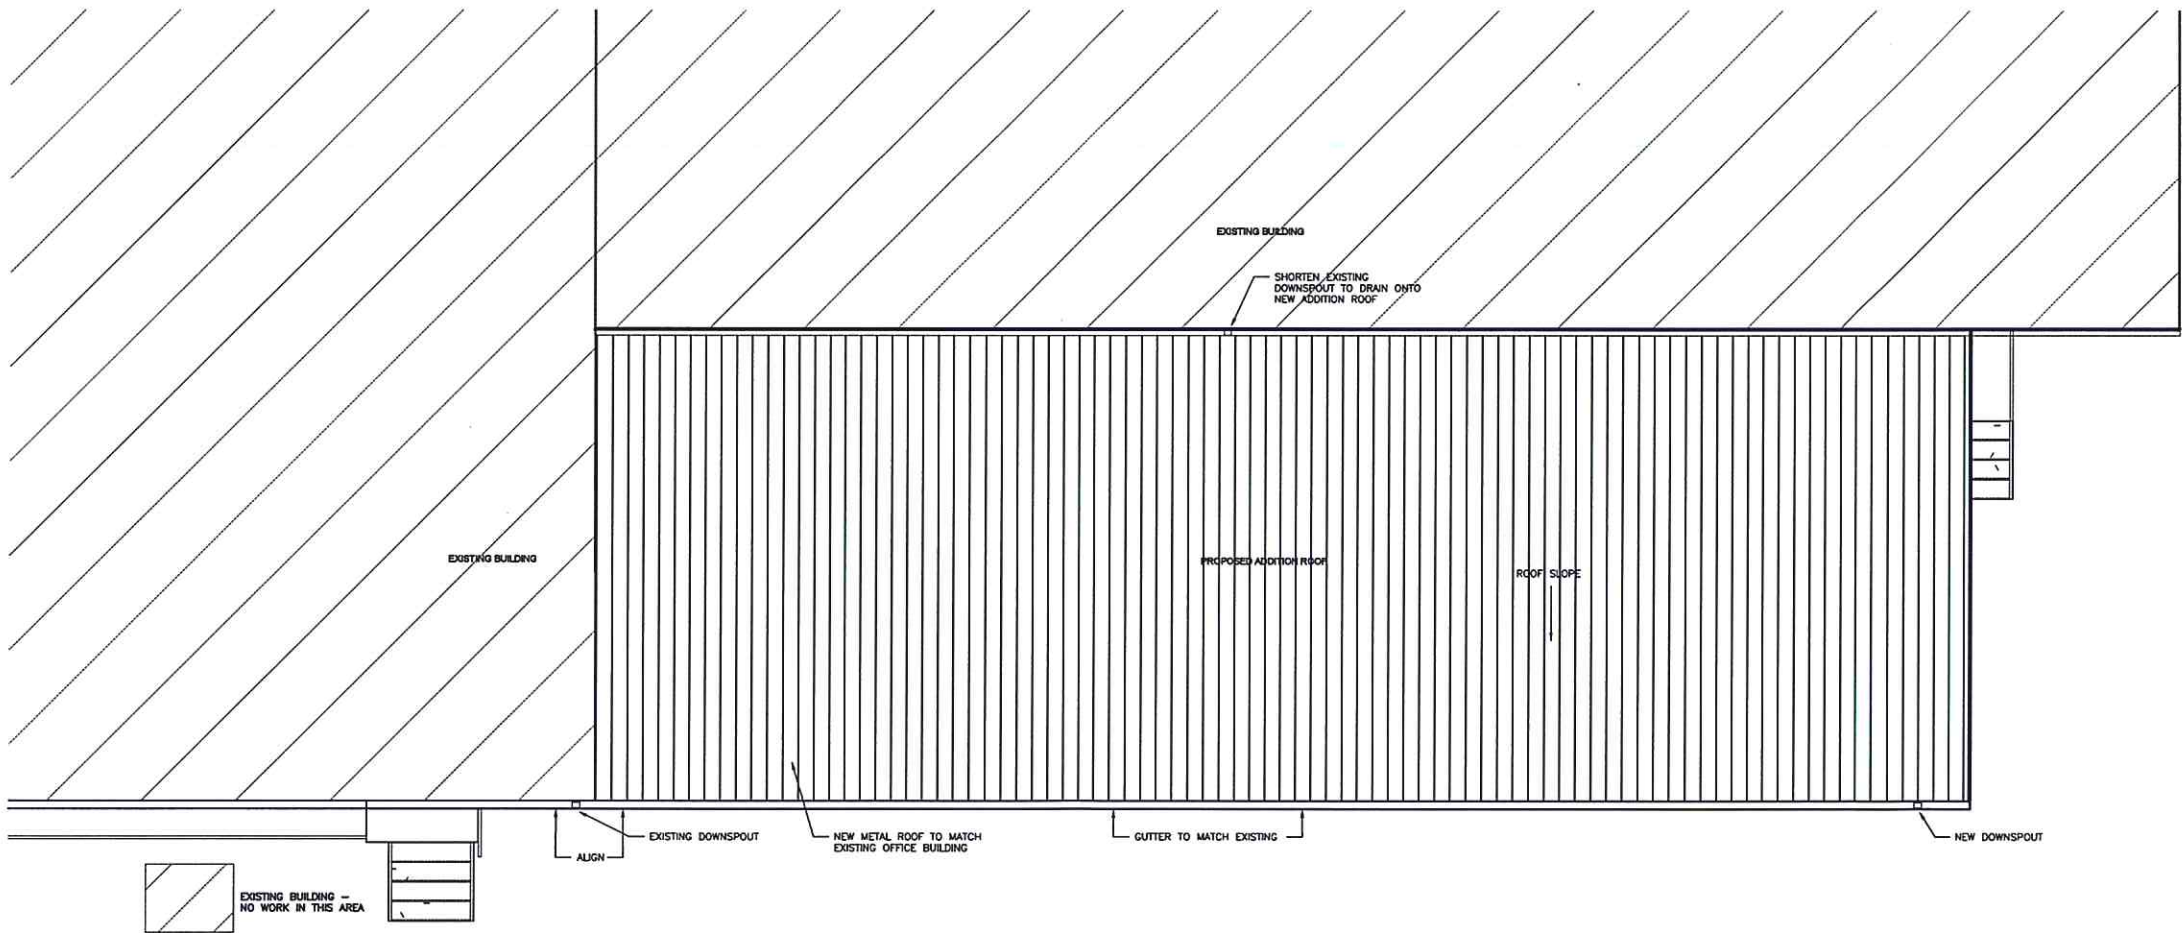 EXISTING BUILDING
SHORTEN EXISTING
DOWNSPOUT TO DRAIN ONTO
NEW ADDITION ROOF
EXISTING BUILDING
PROPOSED ADDITION ROOF
ROOF SLOPE
EXISTING DOWNSPOUT
ALIGN
NEW METAL ROOF TO MATCH
EXISTING OFFICE BUILDING
GUTTER TO MATCH EXISTING
NEW DOWNSPOUT
EXISTING BUILDING –
NO WORK IN THIS AREA